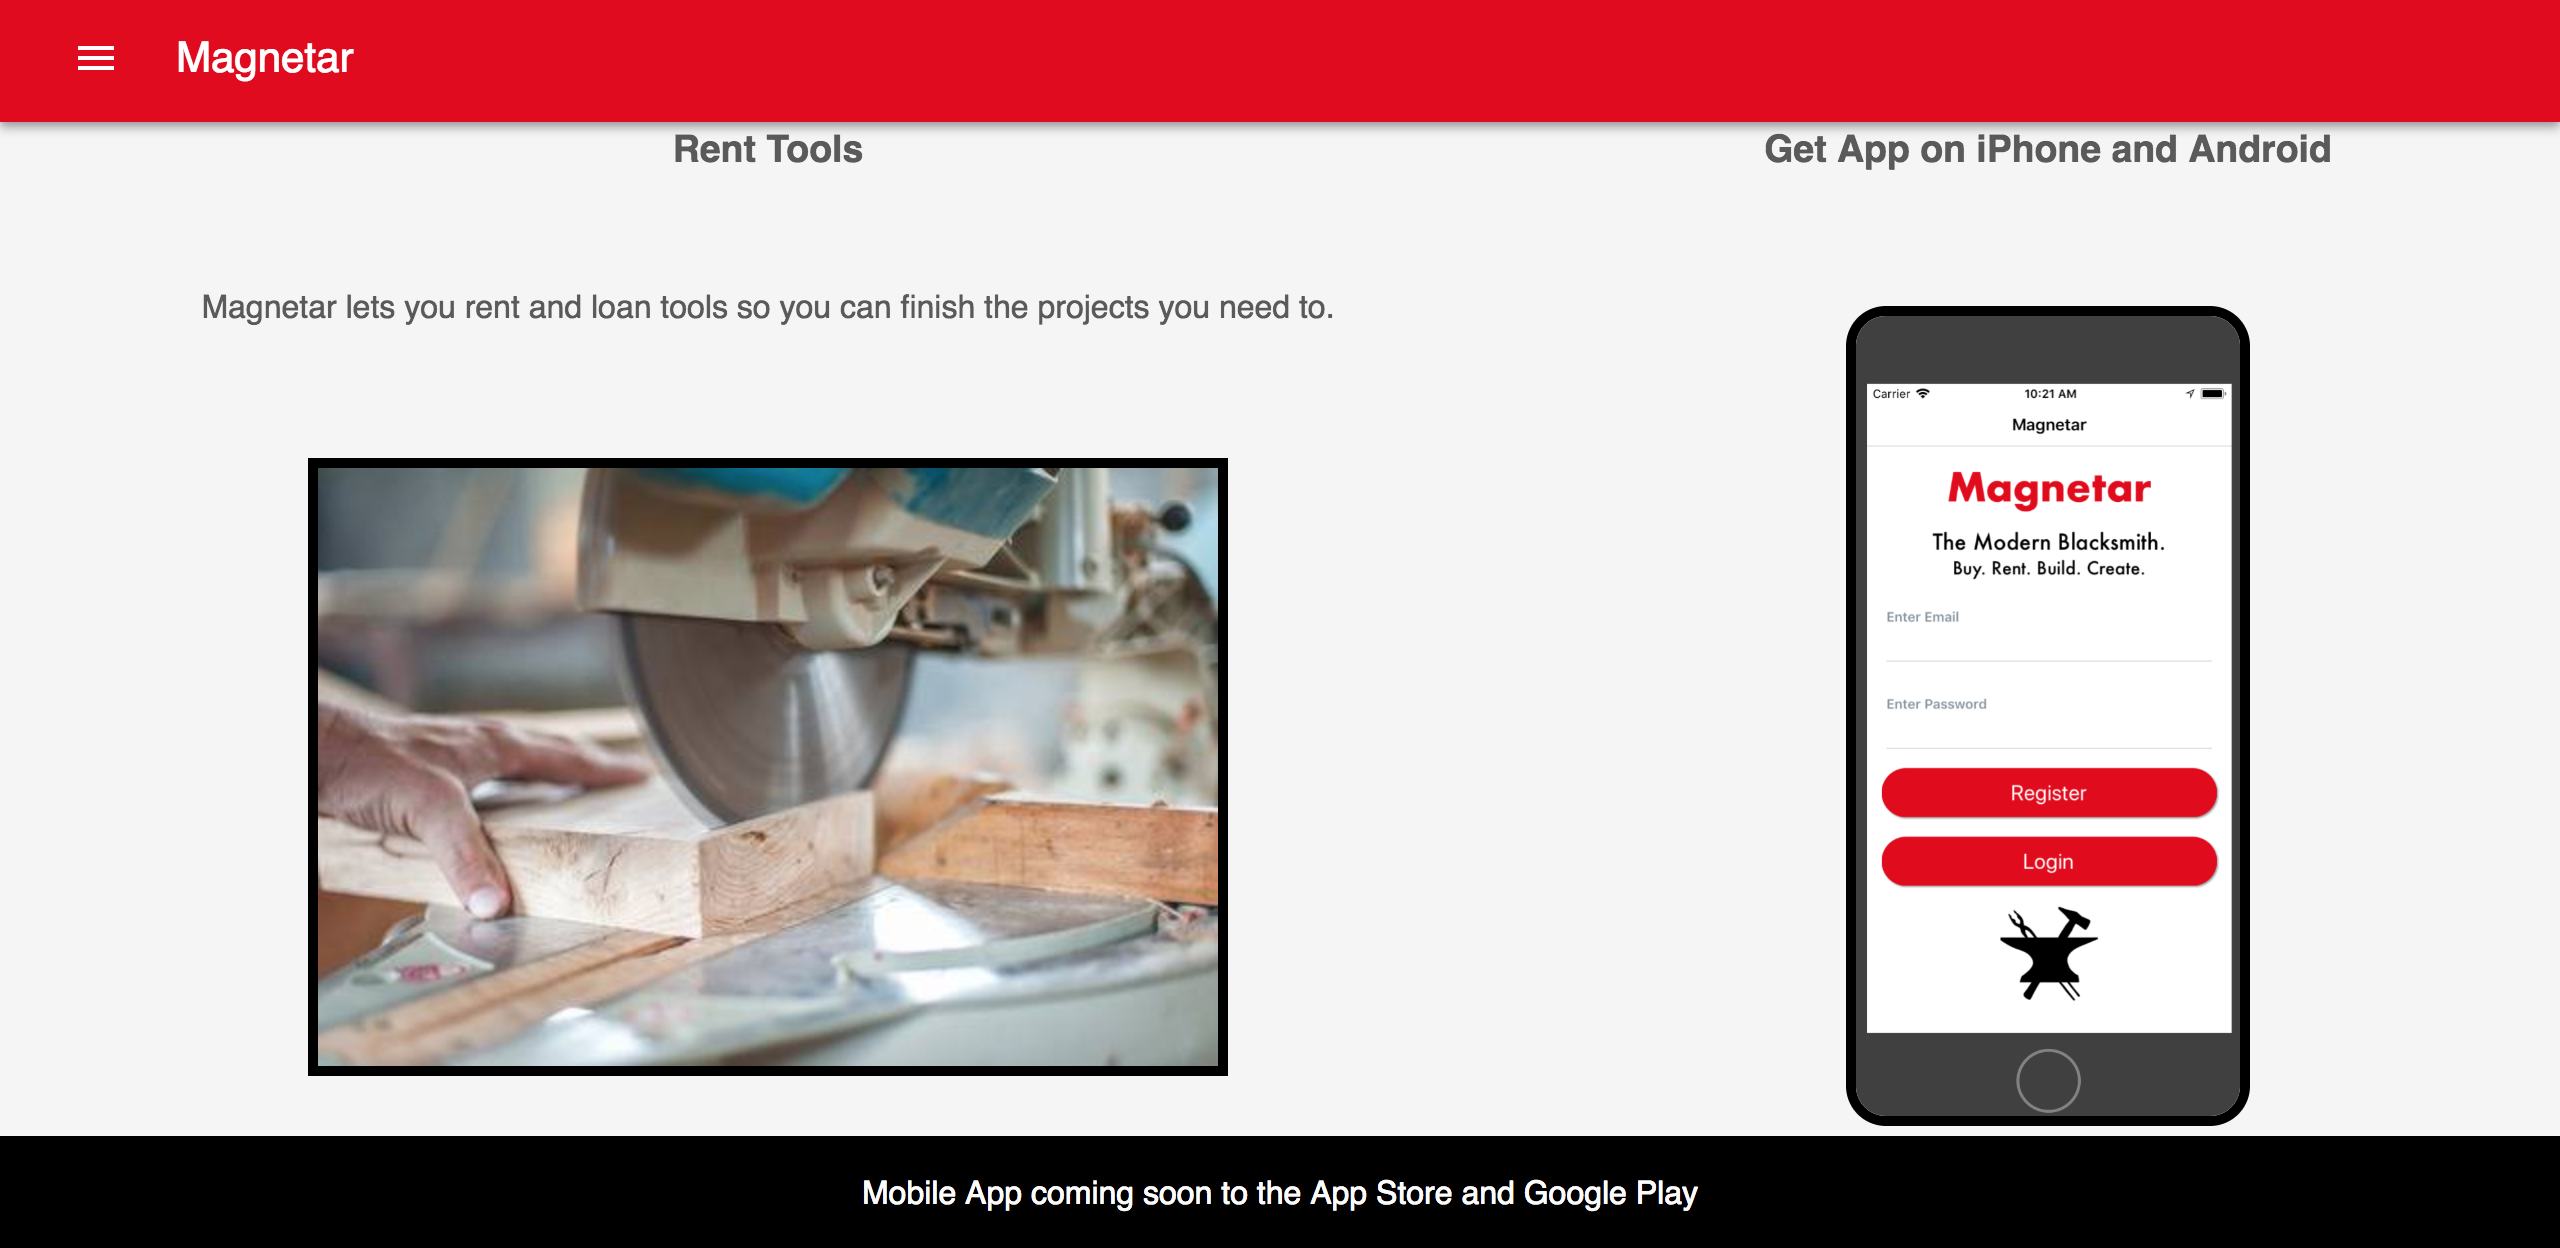 Magnetar
Rent Tools
Magnetar lets you rent and loan tools so you can finish the projects you need to.
Get App on iPhone and Android
Carrier 10:21 AM
Magnetar
Magnetar
The Modern Blacksmith.
Buy. Rent. Build. Create.
Enter Email
Enter Password
Register
Login
Mobile App coming soon to the App Store and Google Play